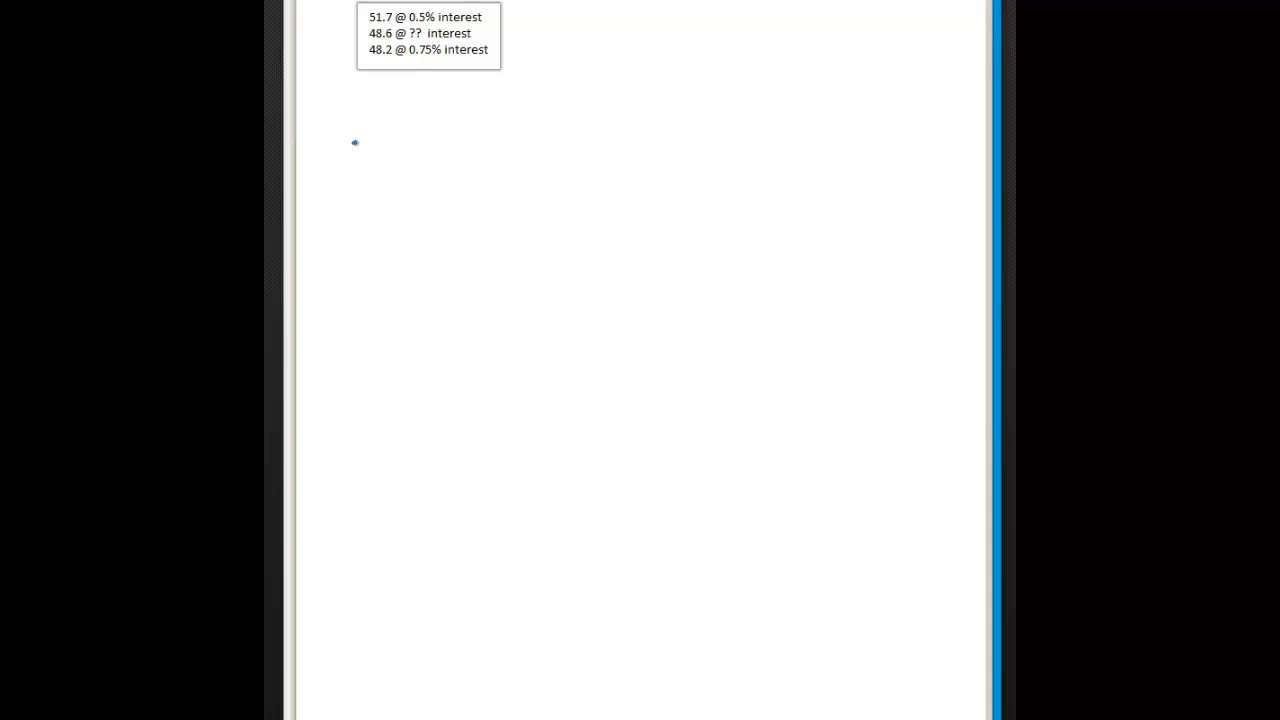 51.7 @ 0.5% interest
48.6 @ ??  interest
48.2 @ 0.75% interest